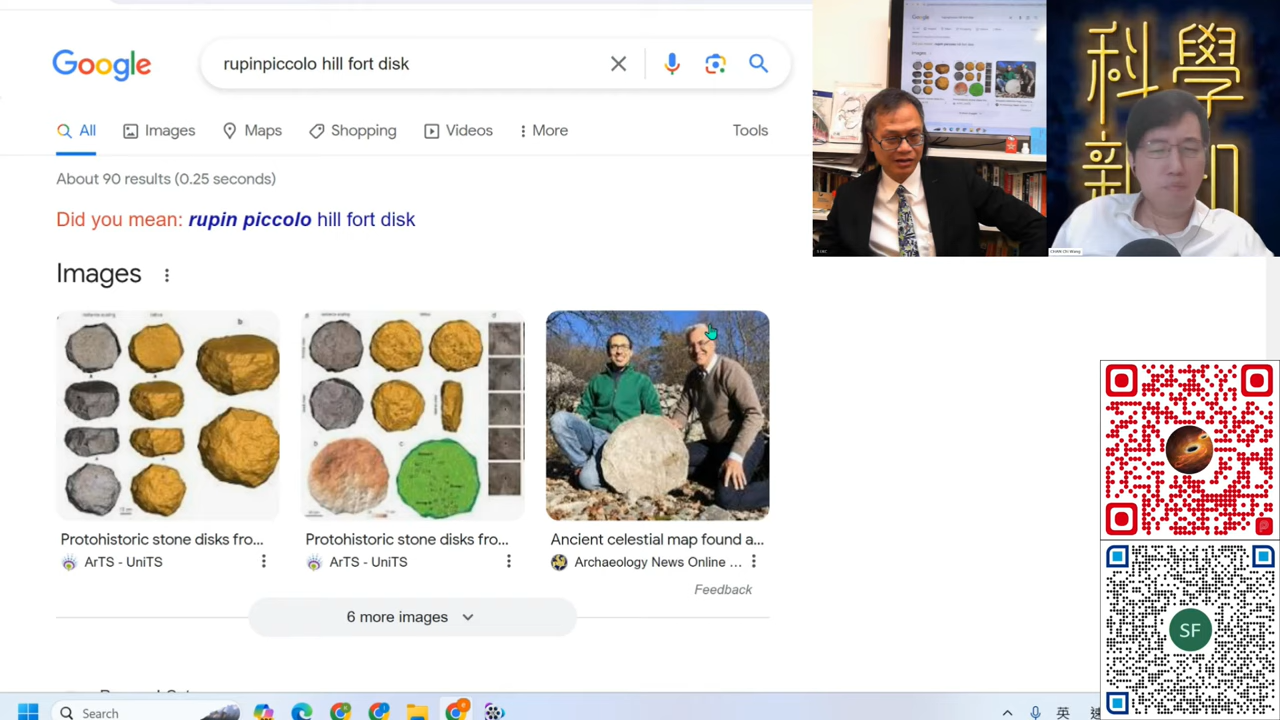 Google
rupinpiccolo hill fort disk
All
Images
Maps
Shopping
Videos
More
Tools
About 90 results (0.25 seconds)
Did you mean: rupin piccolo hill fort disk
Images
Protohistoric stone disks fro...
ArTS - UniTS
Protohistoric stone disks fro...
ArTS - UniTS
Ancient celestial map found a...
Archaeology News Online ...
Feedback
6 more images
Search
英
科學
新知
SF